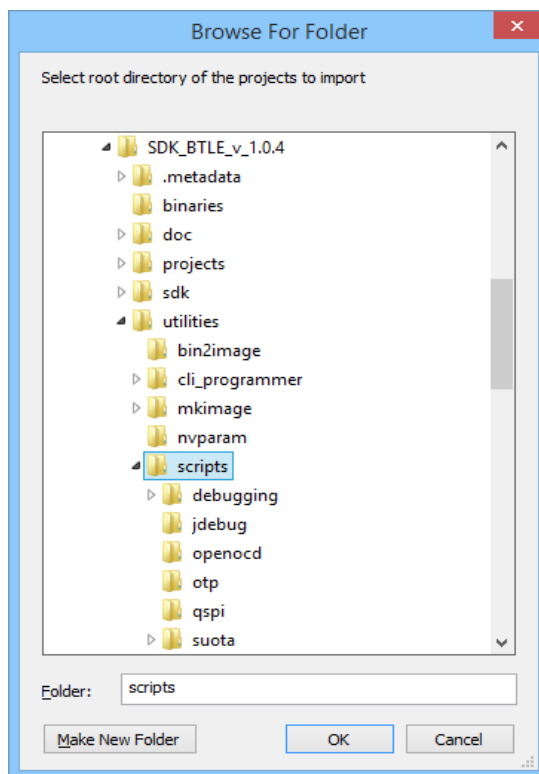 Browse For Folder
Select root directory of the projects to import
SDK_BTLE_v_1.0.4
.metadata
binaries
doc
projects
sdk
utilities
bin2image
cli_programmer
mkimage
nvparam
scripts
debugging
jdebug
openocd
otp
qspi
suota
Folder: scripts
Make New Folder OK Cancel